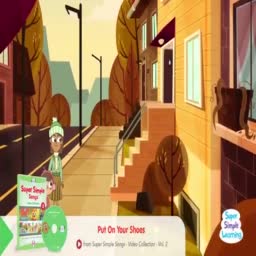 Super Simple
Songs
Put On Your Shoes
From Super Simple Songs - Video Collection - Vol. 2
Super
Simple
Learning